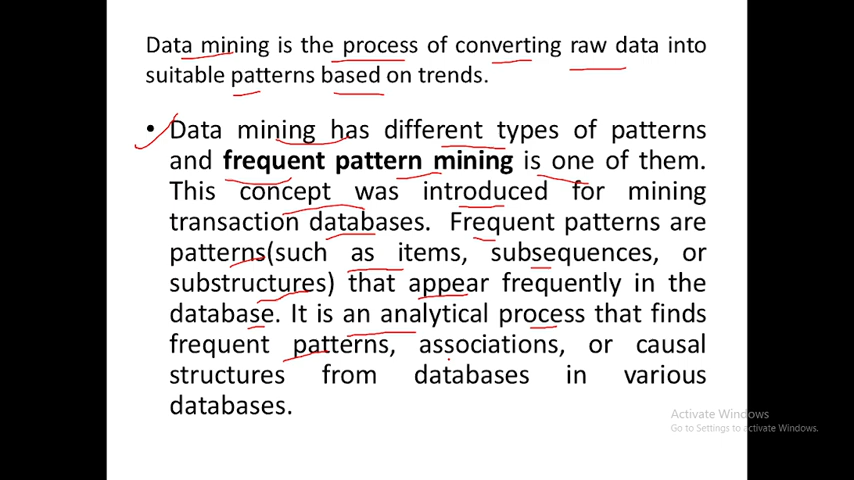 Data mining is the process of converting raw data into
suitable patterns based on trends.
• Data mining has different types of patterns
and frequent pattern mining is one of them.
This concept was introduced for mining
transaction databases. Frequent patterns are
patterns(such as items, subsequences, or
substructures) that appear frequently in the
database. It is an analytical process that finds
frequent patterns, associations, or causal
structures from databases in various
databases.
Activate Windows
Go to Settings to activate Windows.